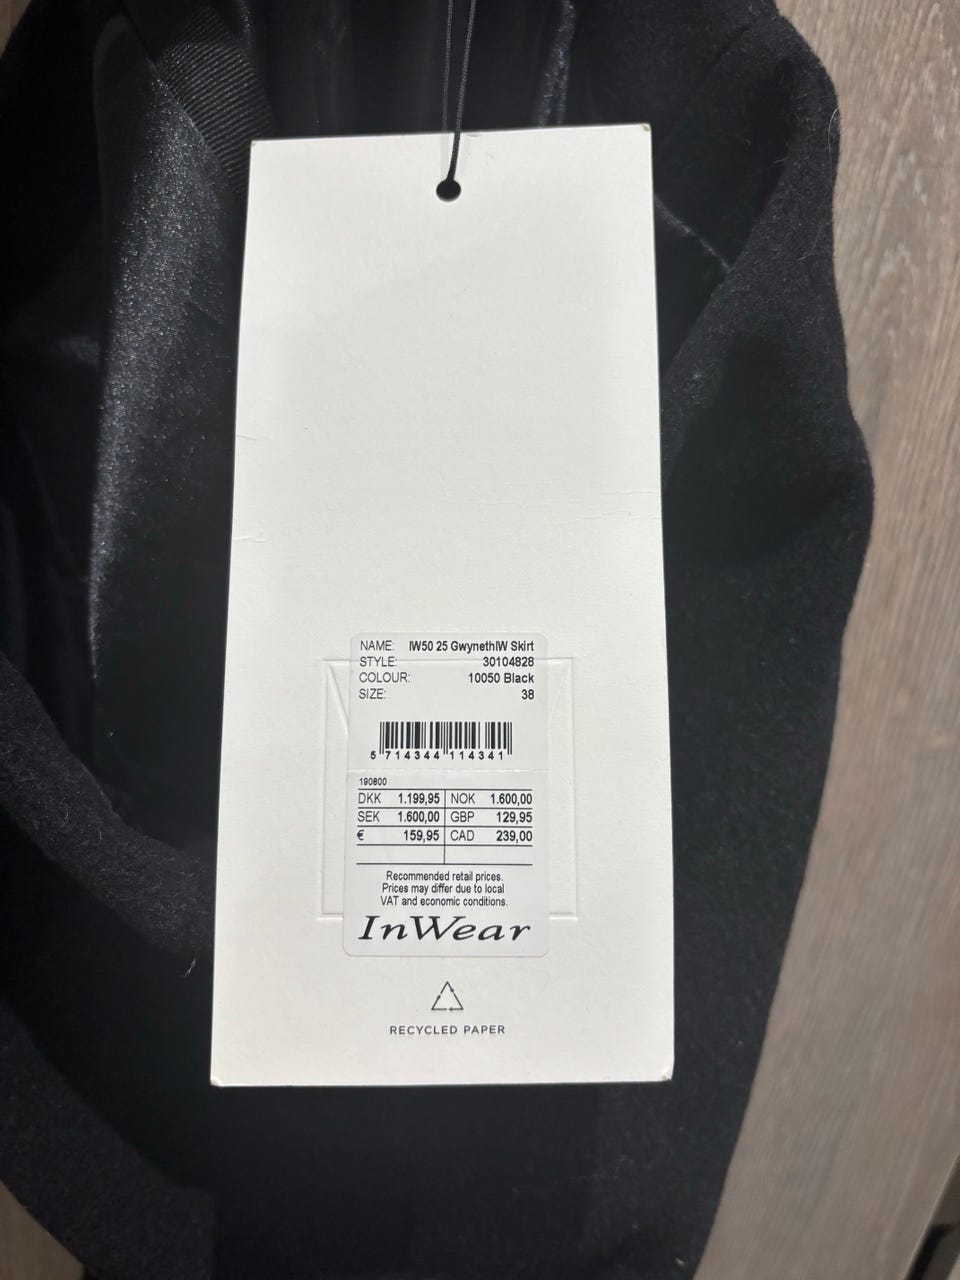 NAME: IW50 25 GwynethIW Skirt
STYLE: 30104828
COLOUR: 10050 Black
SIZE: 38
5 714344 114341
190800
DKK 1.199,95 NOK 1.600,00
SEK 1.600,00 GBP 129,95
€ 159,95 CAD 239,00
Recommended retail prices.
Prices may differ due to local
VAT and economic conditions.
InWear
RECYCLED PAPER